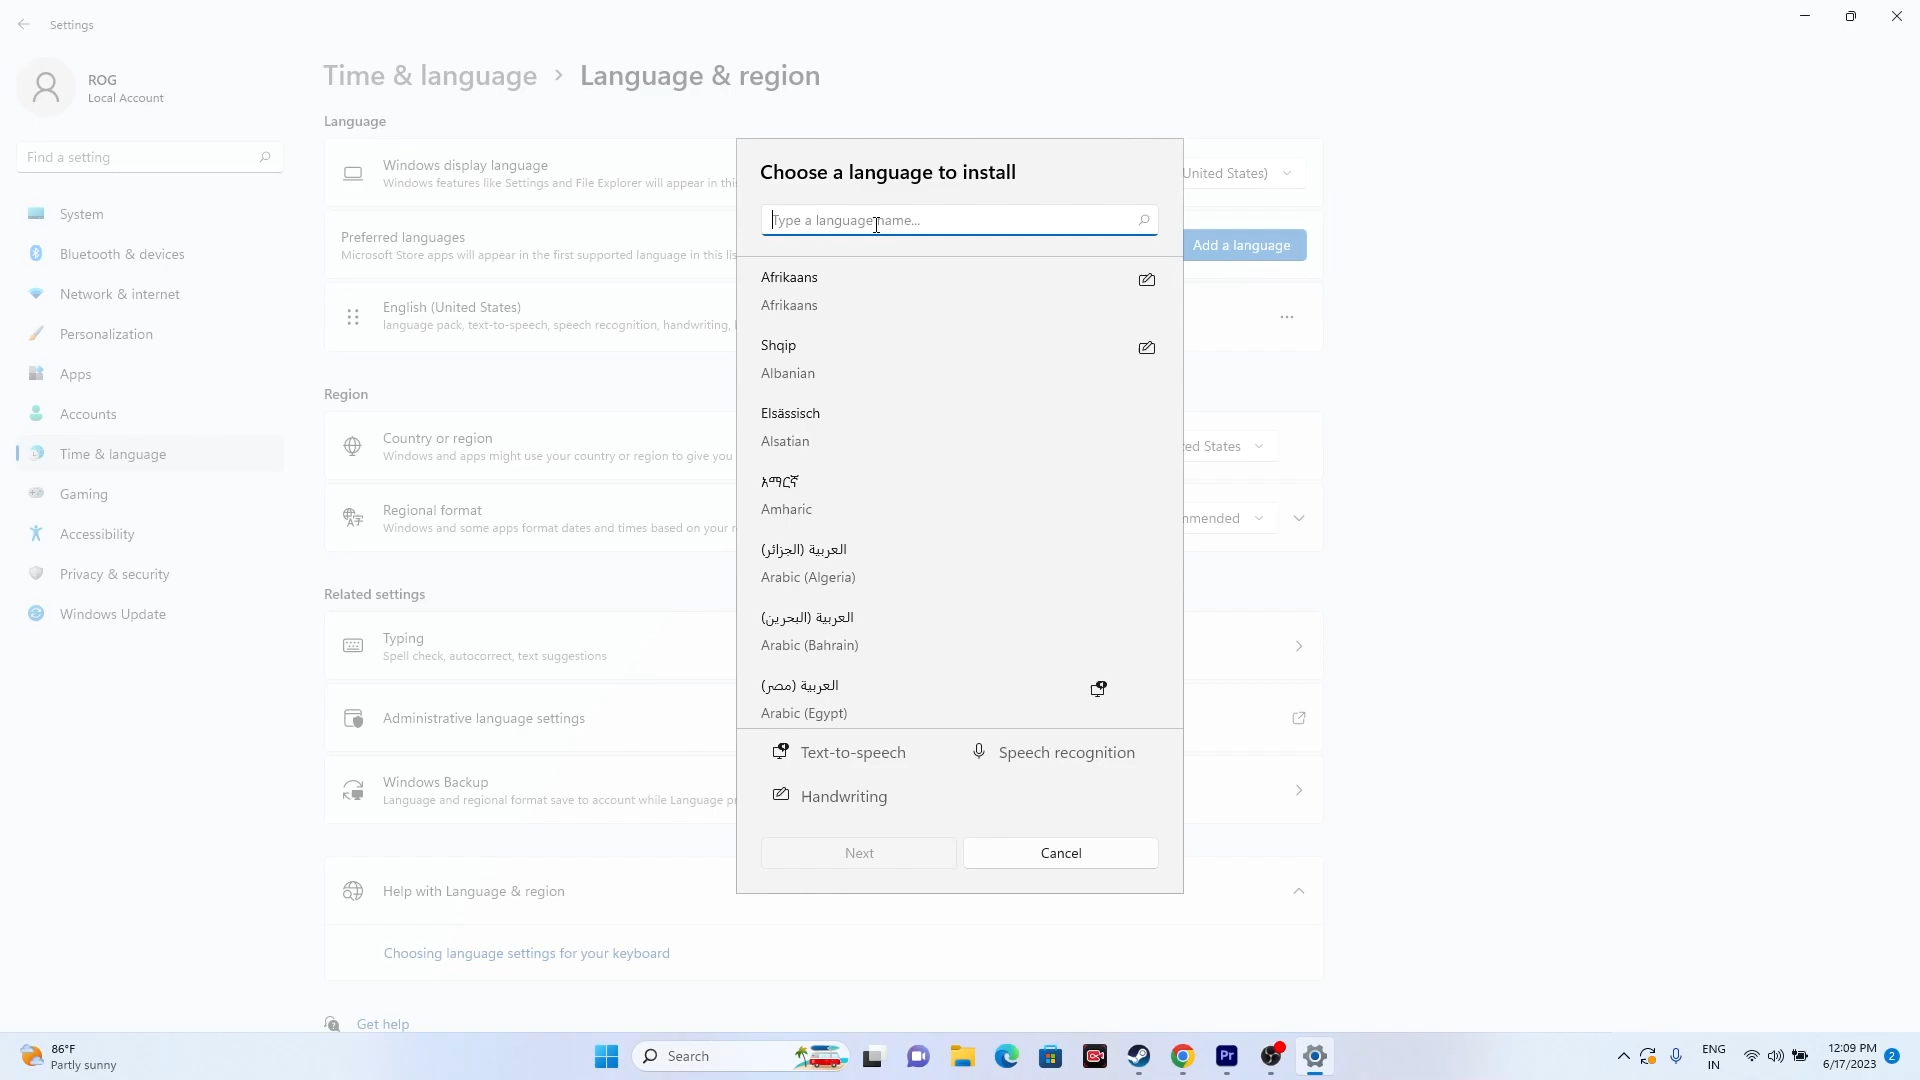 Settings
ROG
Local Account
Find a setting
System
Bluetooth & devices
Network & internet
Personalization
Apps
Accounts
Time & language
Gaming
Accessibility
Privacy & security
Windows Update
Time & language > Language & region
Language
Windows display language
Windows features like Settings and File Explorer will appear in this
United States)
Preferred languages
Microsoft Store apps will appear in the first supported language in this lis
Add a language
English (United States)
language pack, text-to-speech, speech recognition, handwriting,
Region
Country or region
Windows and apps might use your country or region to give you
ed States
Regional format
Windows and some apps format dates and times based on your r
mmended
Related settings
Typing
Spell check, autocorrect, text suggestions
Administrative language settings
Windows Backup
Language and regional format save to account while Language p
Help with Language & region
Choosing language settings for your keyboard
Get help
Choose a language to install
Type a language name...
Afrikaans
Afrikaans
Shqip
Albanian
Elsässisch
Alsatian
አማርኛ
Amharic
العربية (الجزائر)
Arabic (Algeria)
العربية (البحرين)
Arabic (Bahrain)
العربية (مصر)
Arabic (Egypt)
Text-to-speech
Speech recognition
Handwriting
Next
Cancel
86°F
Partly sunny
Search
Pr
ENG
IN
12:09 PM
6/17/2023
2